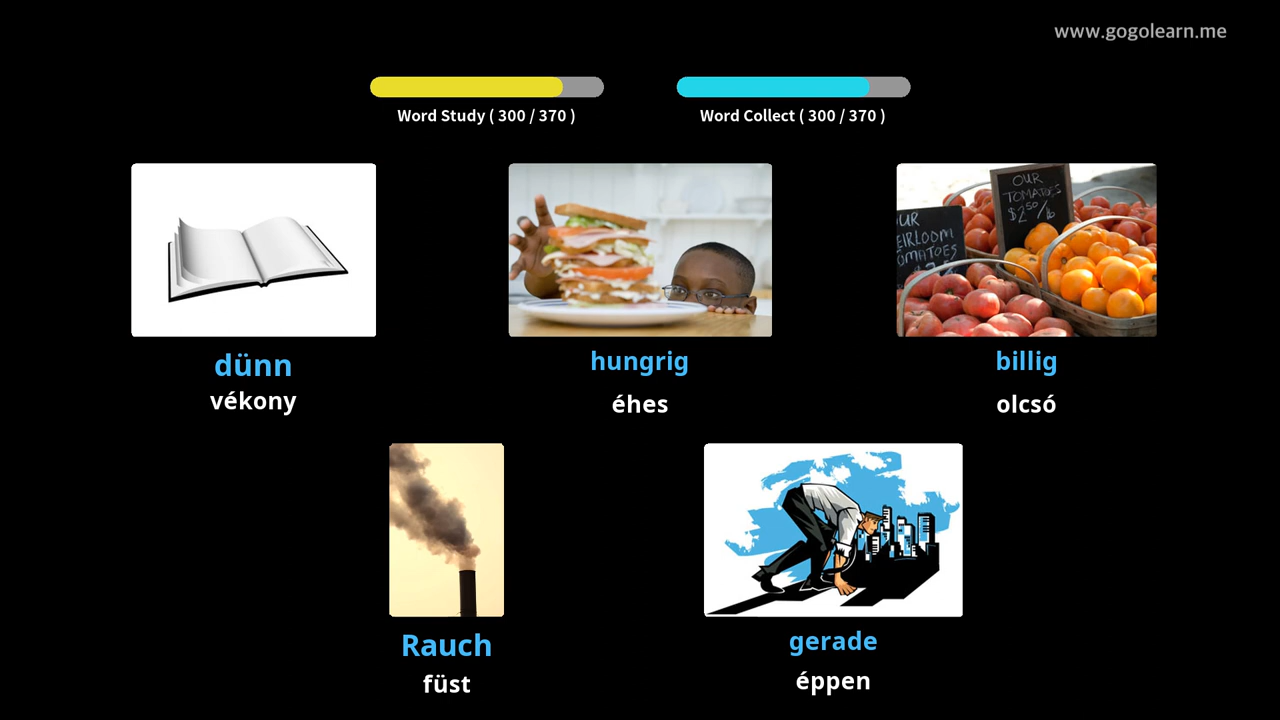 www.gogolearn.me
Word Study ( 300 / 370 )
Word Collect ( 300 / 370 )
OUR
TOMATOES
$2.50/lb
EIRLOOM
dünn
vékony
hungrig
éhes
billig
olcsó
Rauch
füst
gerade
éppen